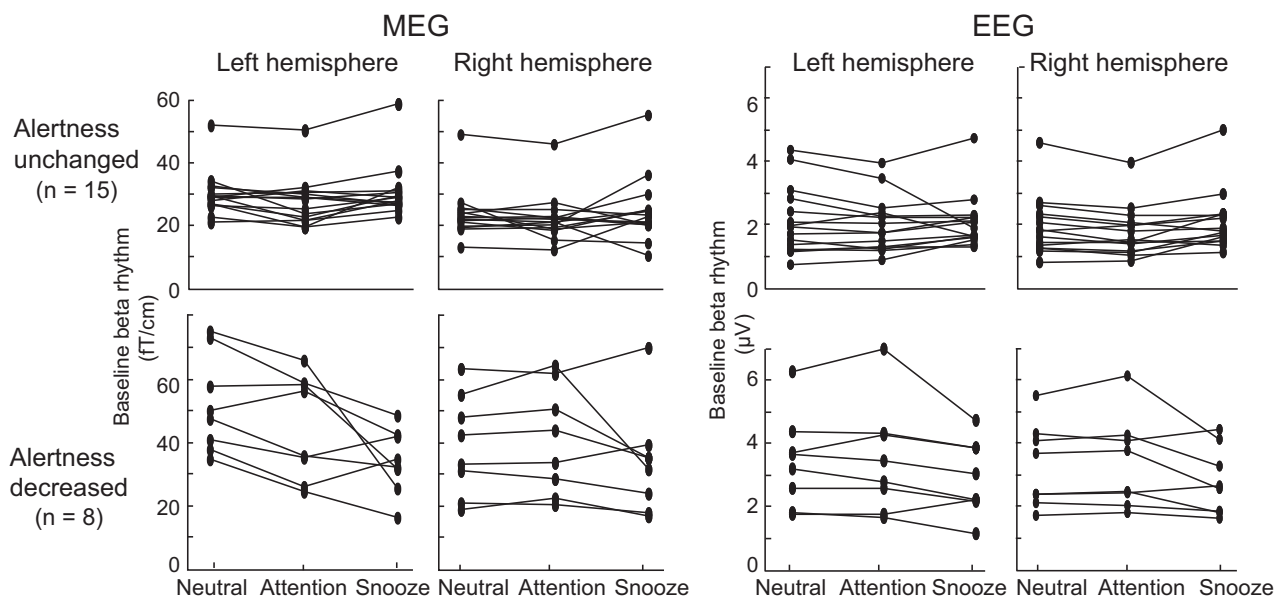 MEG
EEG
Left hemisphere
Right hemisphere
Left hemisphere
Right hemisphere
Alertness
unchanged
(n = 15)
Alertness
decreased
(n = 8)
Baseline beta rhythm
(fT/cm)
60
40
20
0
60
40
20
0
Baseline beta rhythm
(µV)
6
4
2
0
6
4
2
0
Neutral Attention Snooze
Neutral Attention Snooze
Neutral Attention Snooze
Neutral Attention Snooze